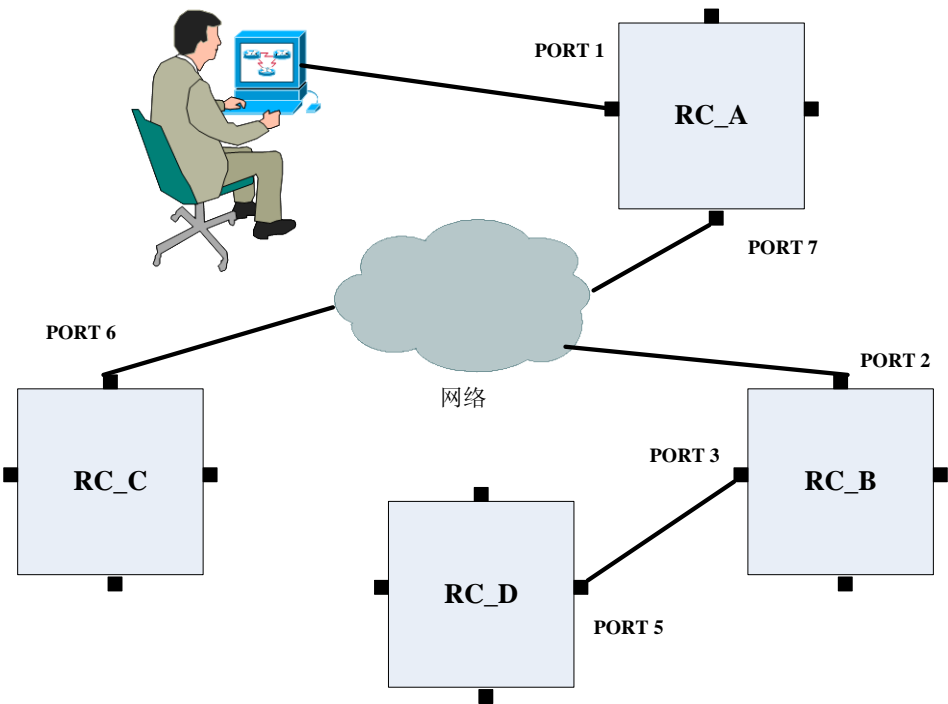 PORT 1
RC_A
PORT 7
PORT 6
PORT 2
网络
PORT 3
RC_C
RC_B
RC_D
PORT 5